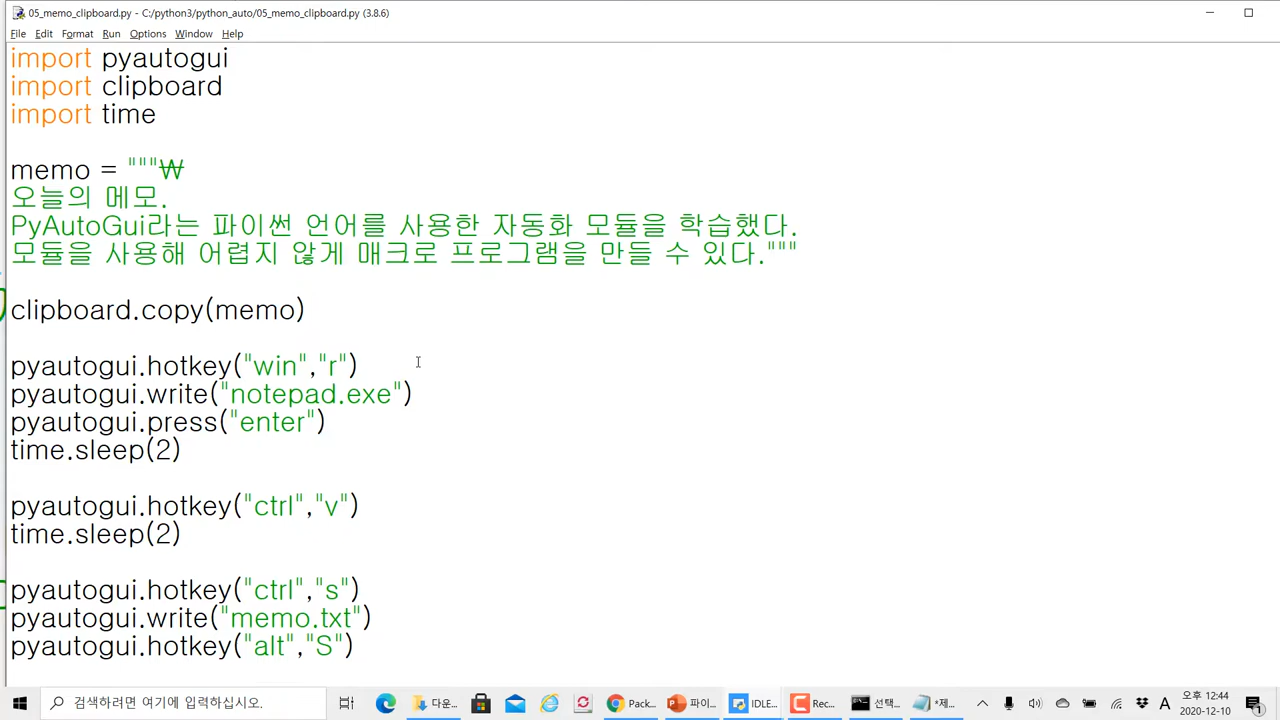 05_memo_clipboard.py - C:/python3/python_auto/05_memo_clipboard.py (3.8.6)
File Edit Format Run Options Window Help
import pyautogui
import clipboard
import time
memo = """₩
오늘의 메모.
PyAutoGui라는 파이썬 언어를 사용한 자동화 모듈을 학습했다.
모듈을 사용해 어렵지 않게 매크로 프로그램을 만들 수 있다."""
clipboard.copy(memo)
pyautogui.hotkey("win","r")
pyautogui.write("notepad.exe")
pyautogui.press("enter")
time.sleep(2)
pyautogui.hotkey("ctrl","v")
time.sleep(2)
pyautogui.hotkey("ctrl","s")
pyautogui.write("memo.txt")
pyautogui.hotkey("alt","S")
검색하려면 여기에 입력하십시오. 다운... Pack... 파이... IDLE... Rec... 선택... *제... A 오후 12:44
2020-12-10 1